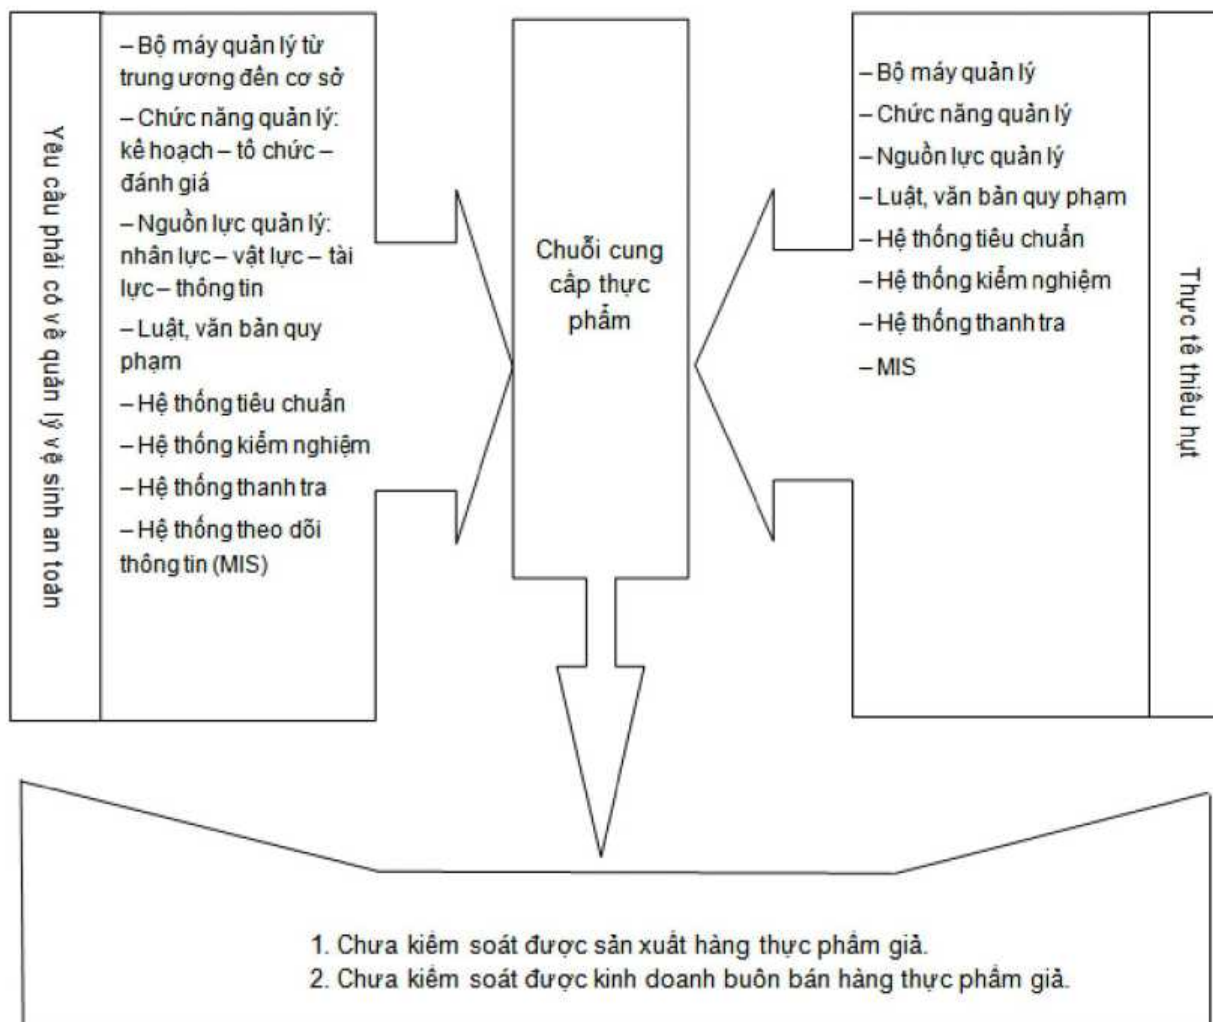 Yêu cầu phải có về quản lý vệ sinh an toàn
– Bộ máy quản lý từ
trung ương đến cơ sở
– Chức năng quản lý:
kế hoạch – tổ chức –
đánh giá
– Nguồn lực quản lý:
nhân lực – vật lực – tài
lực – thông tin
– Luật, văn bản quy
phạm
– Hệ thống tiêu chuẩn
– Hệ thống kiểm nghiệm
– Hệ thống thanh tra
– Hệ thống theo dõi
thông tin (MIS)
Chuỗi cung
cấp thực
phẩm
– Bộ máy quản lý
– Chức năng quản lý
– Nguồn lực quản lý
– Luật, văn bản quy phạm
– Hệ thống tiêu chuẩn
– Hệ thống kiểm nghiệm
– Hệ thống thanh tra
– MIS
Thực tế thiếu hụt
1. Chưa kiểm soát được sản xuất hàng thực phẩm giả.
2. Chưa kiểm soát được kinh doanh buôn bán hàng thực phẩm giả.